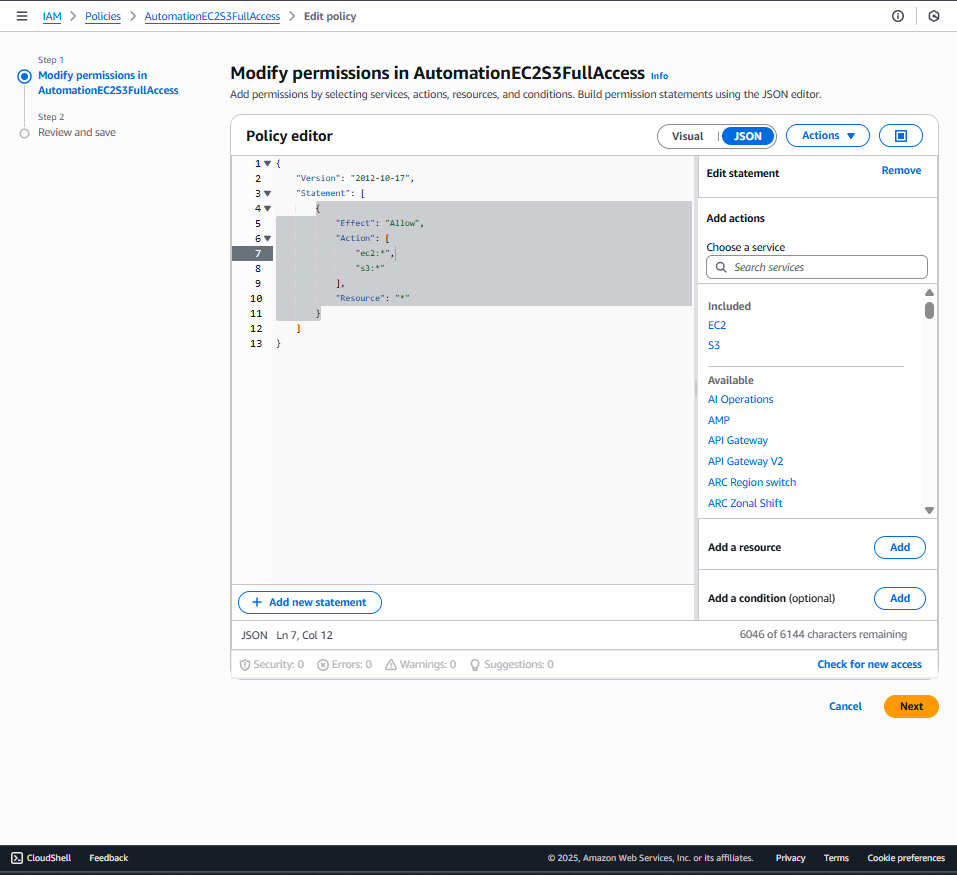 IAM > Policies > AutomationEC2S3FullAccess > Edit policy
Step 1
Modify permissions in
AutomationEC2S3FullAccess
Step 2
Review and save
Modify permissions in AutomationEC2S3FullAccess Info
Add permissions by selecting services, actions, resources, and conditions. Build permission statements using the JSON editor.
Policy editor
Visual | JSON
Actions
1 {
2 "Version": "2012-10-17",
3 "Statement": [
4 {
5 "Effect": "Allow",
6 "Action": [
7 "ec2:*",
8 "s3:*"
9 ],
10 "Resource": "*"
11 }
12 ]
13 }
+ Add new statement
Edit statement
Remove
Add actions
Choose a service
Search services
Included
EC2
S3
Available
AI Operations
AMP
API Gateway
API Gateway V2
ARC Region switch
ARC Zonal Shift
Add a resource
Add
Add a condition (optional)
Add
JSON Ln 7, Col 12
6046 of 6144 characters remaining
Security: 0 Errors: 0 Warnings: 0 Suggestions: 0
Check for new access
Cancel
Next
CloudShell Feedback
© 2025, Amazon Web Services, Inc. or its affiliates. Privacy Terms Cookie preferences